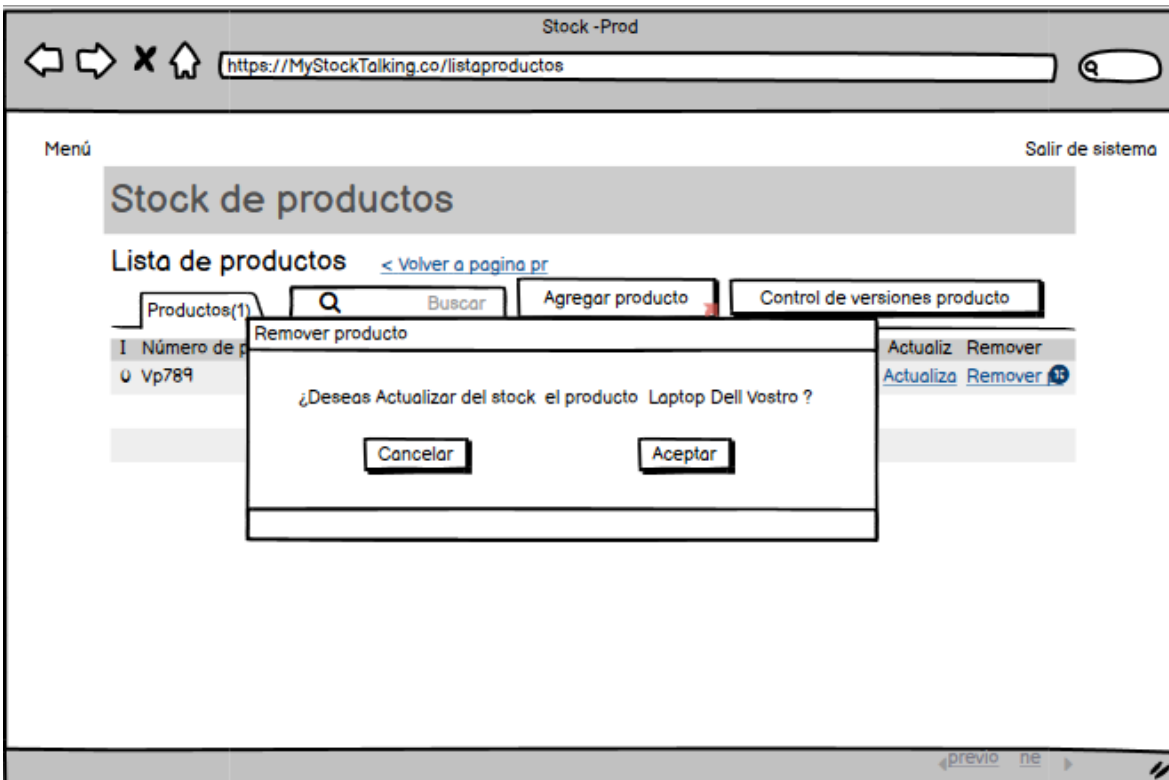 Stock -Prod
https://MyStockTalking.co/listaproductos
Menú
Salir de sistema
Stock de productos
Lista de productos
< Volver a pagina pr
Productos(1)
Buscar
Agregar producto
Control de versiones producto
Remover producto
I Número de p
Actualiz Remover
0 Vp789
Actualiza Remover
¿Deseas Actualizar del stock el producto Laptop Dell Vostro ?
Cancelar
Aceptar
previo ne